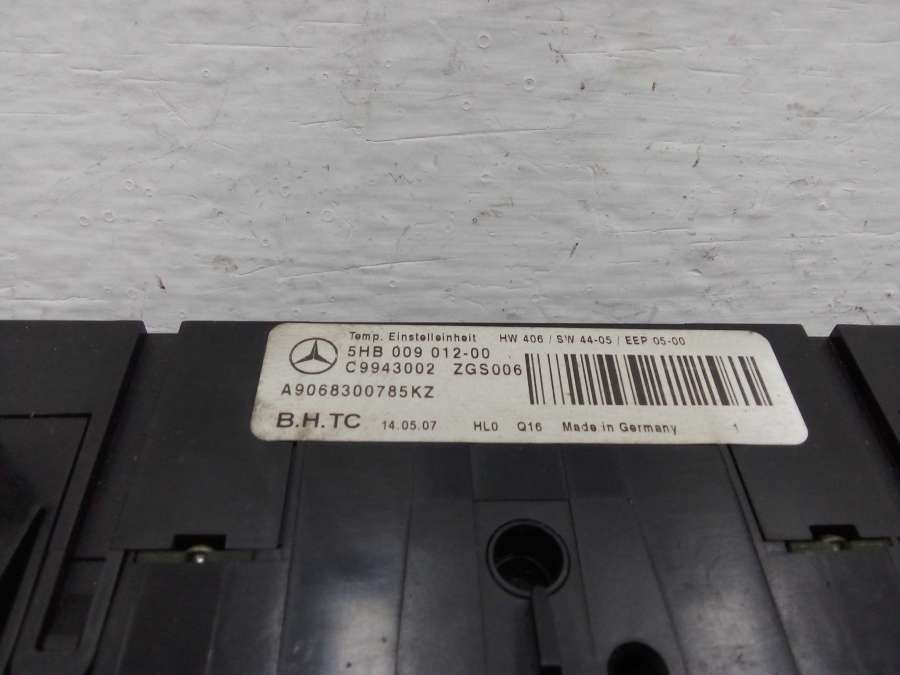 Temp. Einstelleinheit HW 406 / SW 44-05 / EEP 05-00
5HB 009 012-00
C9943002 ZGS006
A9068300785KZ
B.H.TC 14.05.07 HL0 Q16 Made in Germany 1